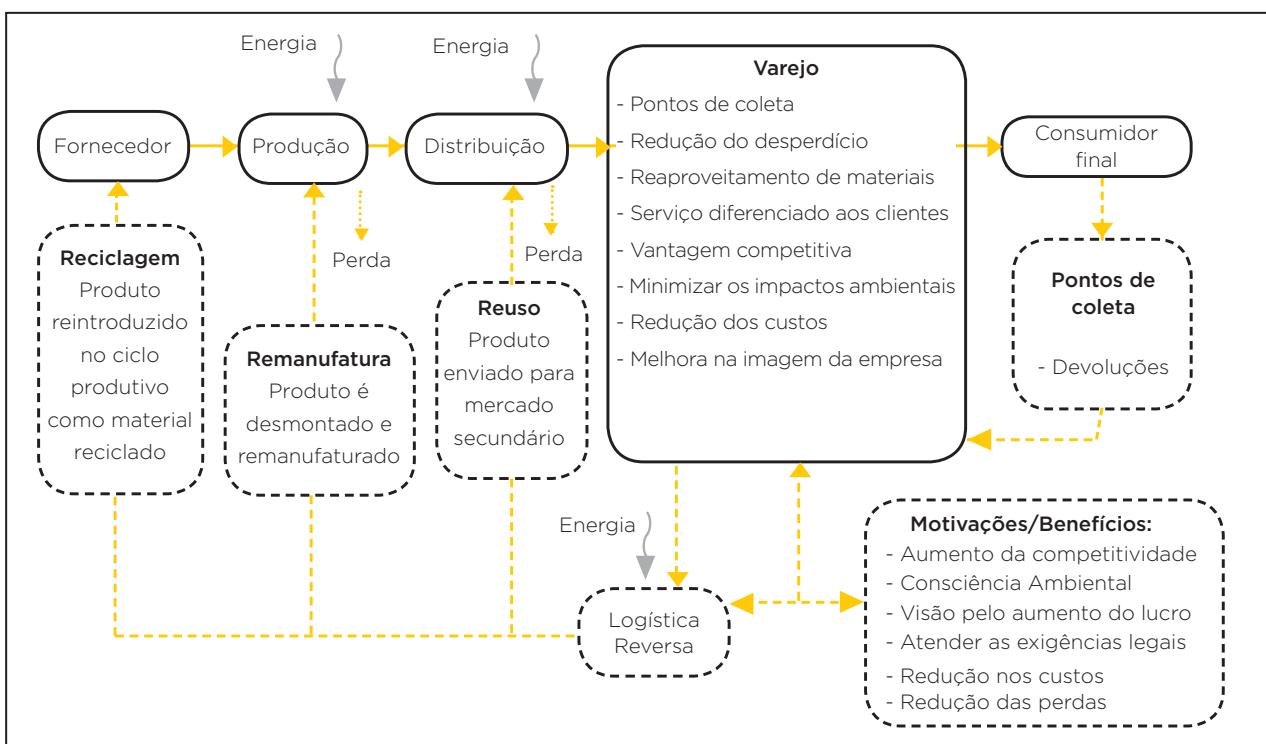 Energia
Energia
Fornecedor
Produção
Distribuição
Varejo
- Pontos de coleta
- Redução do desperdício
- Reaproveitamento de materiais
- Serviço diferenciado aos clientes
- Vantagem competitiva
- Minimizar os impactos ambientais
- Redução dos custos
- Melhora na imagem da empresa
Consumidor
final
Perda
Perda
Reciclagem
Produto
reintroduzido
no ciclo
produtivo
como material
reciclado
Remanufatura
Produto é
desmontado e
remanufaturado
Reuso
Produto
enviado para
mercado
secundário
Pontos de
coleta
- Devoluções
Energia
Logística
Reversa
Motivações/Benefícios:
- Aumento da competitividade
- Consciência Ambiental
- Visão pelo aumento do lucro
- Atender as exigências legais
- Redução nos custos
- Redução das perdas